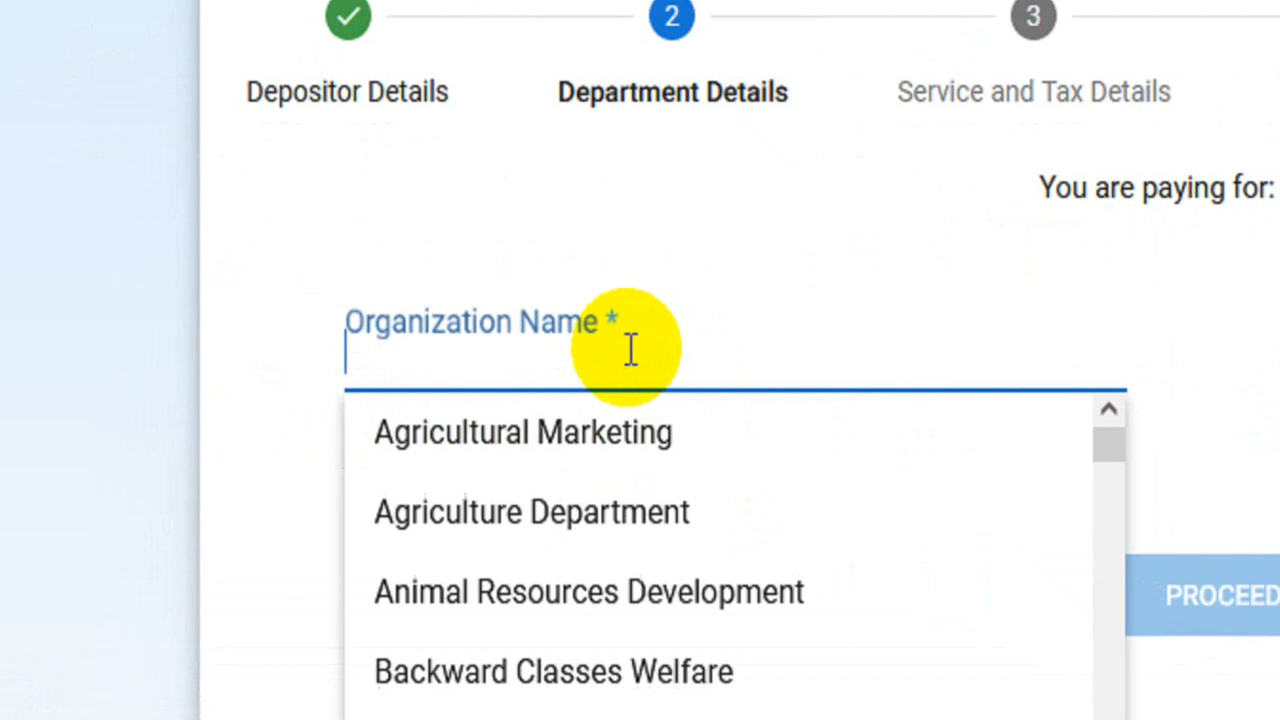 2
3
Depositor Details
Department Details
Service and Tax Details
You are paying for:
Organization Name *
Agricultural Marketing
Agriculture Department
Animal Resources Development
PROCEED
Backward Classes Welfare